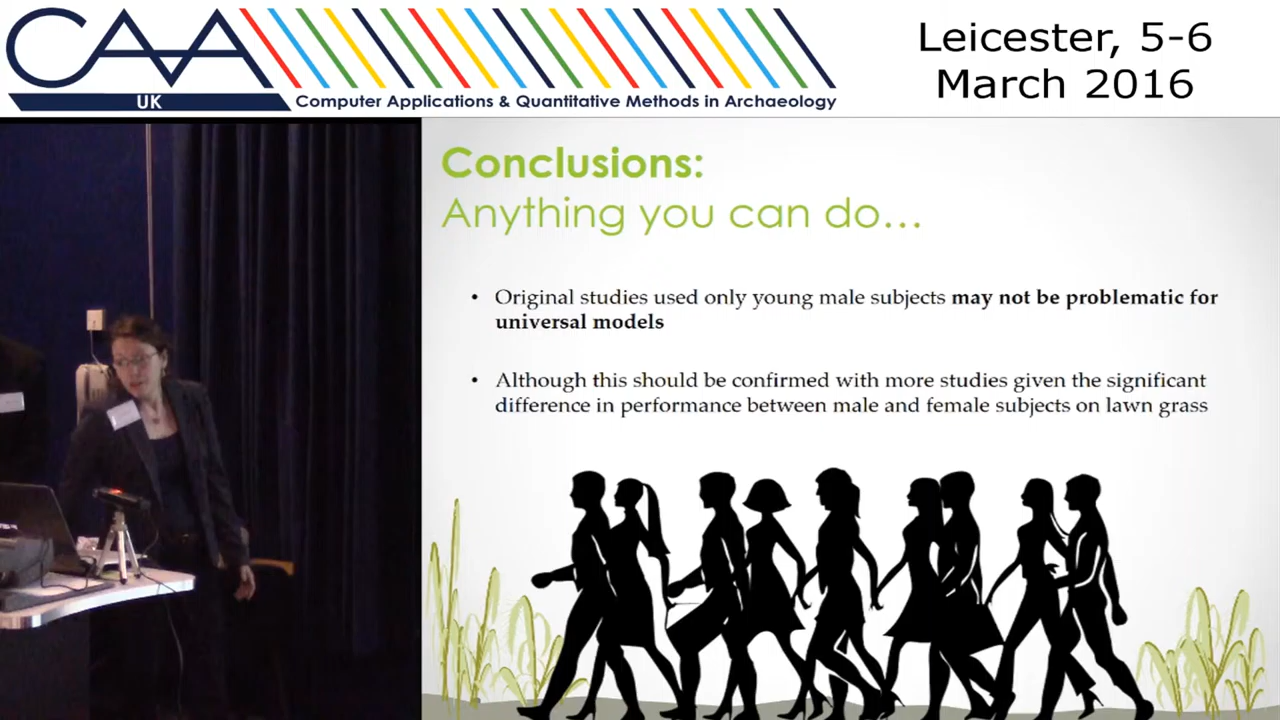 CAA
UK
Computer Applications & Quantitative Methods in Archaeology
Leicester, 5-6
March 2016
Conclusions:
Anything you can do...
• Original studies used only young male subjects may not be problematic for
universal models
• Although this should be confirmed with more studies given the significant
difference in performance between male and female subjects on lawn grass